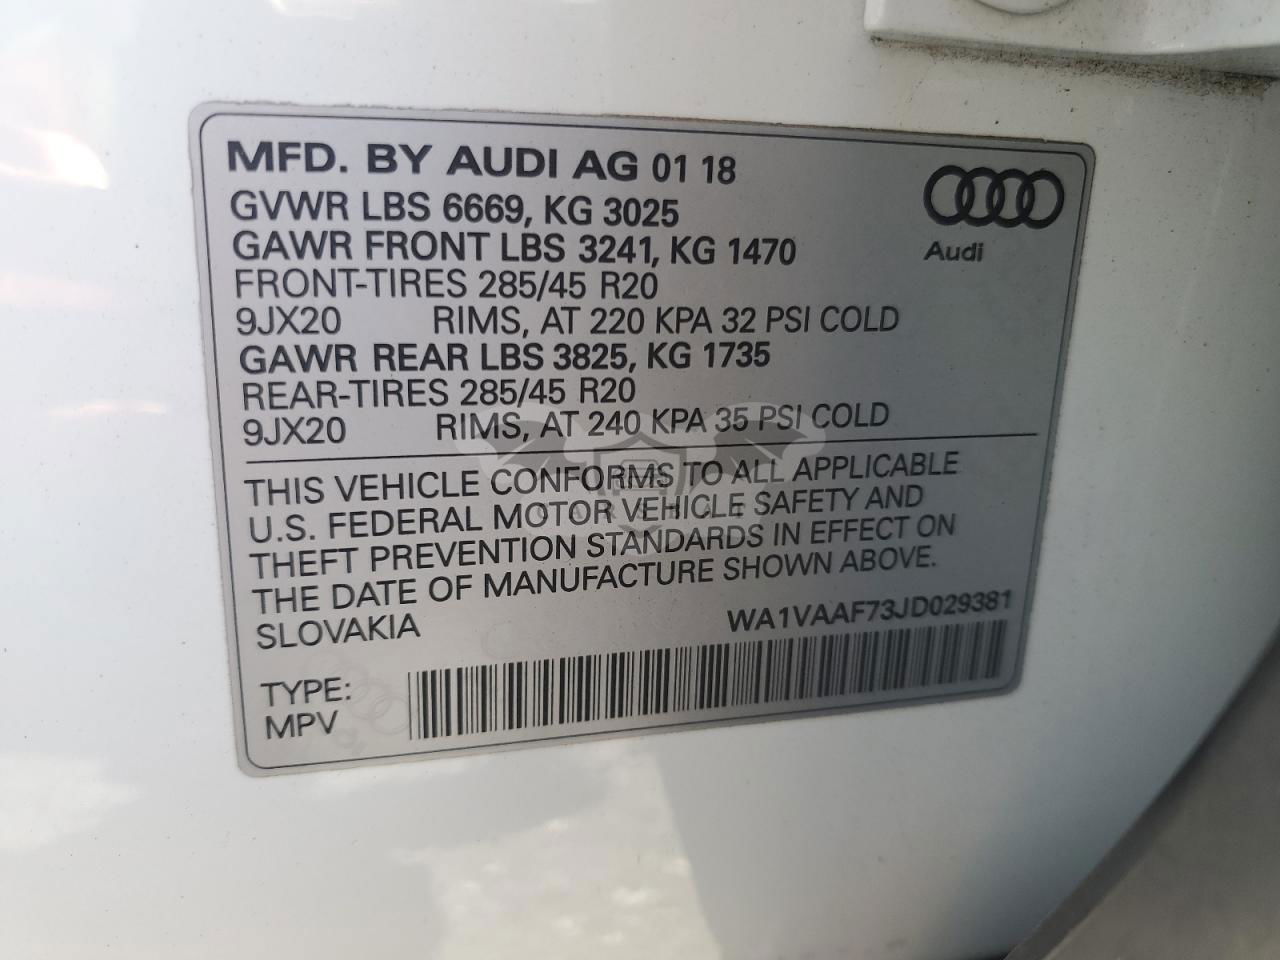 MFD. BY AUDI AG 01 18
GVWR LBS 6669, KG 3025
GAWR FRONT LBS 3241, KG 1470
FRONT-TIRES 285/45 R20
9JX20 RIMS, AT 220 KPA 32 PSI COLD
GAWR REAR LBS 3825, KG 1735
REAR-TIRES 285/45 R20
9JX20 RIMS, AT 240 KPA 35 PSI COLD
Audi
THIS VEHICLE CONFORMS TO ALL APPLICABLE
U.S. FEDERAL MOTOR VEHICLE SAFETY AND
THEFT PREVENTION STANDARDS IN EFFECT ON
THE DATE OF MANUFACTURE SHOWN ABOVE.
SLOVAKIA WA1VAAF73JD029381
TYPE:
MPV